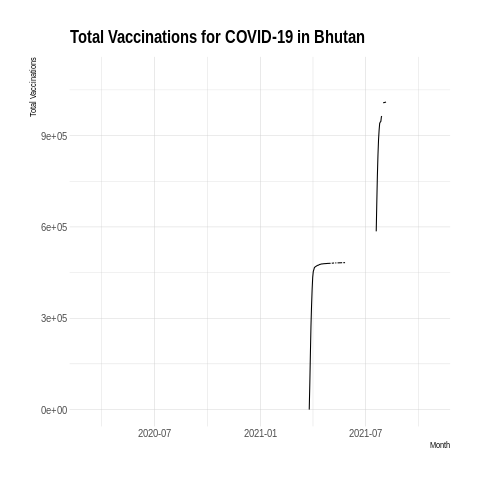 Total Vaccinations for COVID-19 in Bhutan
Total Vaccinations
9e+05
6e+05
3e+05
0e+00
2020-07 2021-01 2021-07
Month